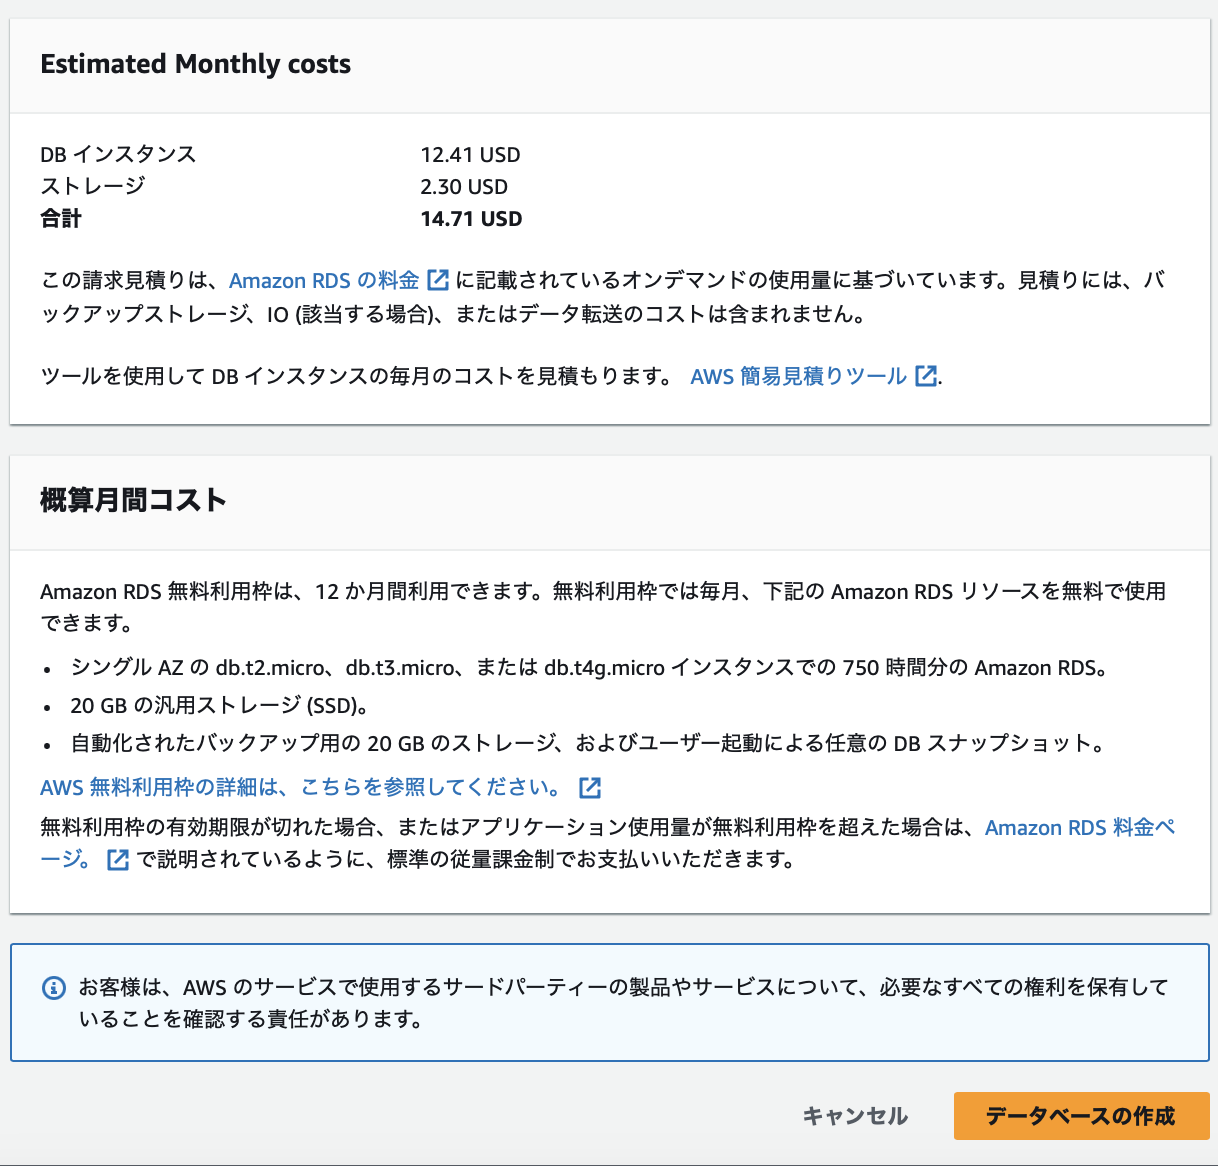 Estimated Monthly costs
DB インスタンス 12.41 USD
ストレージ 2.30 USD
合計 14.71 USD
この請求見積りは、Amazon RDS の料金 に記載されているオンデマンドの使用量に基づいています。見積りには、バ
ックアップストレージ、IO (該当する場合)、またはデータ転送のコストは含まれません。
ツールを使用して DB インスタンスの毎月のコストを見積もります。 AWS 簡易見積りツール .
概算月間コスト
Amazon RDS 無料利用枠は、12 か月間利用できます。無料利用枠では毎月、下記の Amazon RDS リソースを無料で使用
できます。
• シングル AZ の db.t2.micro、db.t3.micro、または db.t4g.micro インスタンスでの 750 時間分の Amazon RDS。
• 20 GB の汎用ストレージ (SSD)。
• 自動化されたバックアップ用の 20 GB のストレージ、およびユーザー起動による任意の DB スナップショット。
AWS 無料利用枠の詳細は、こちらを参照してください。
無料利用枠の有効期限が切れた場合、またはアプリケーション使用量が無料利用枠を超えた場合は、Amazon RDS 料金ペ
ージ。 で説明されているように、標準の従量課金制でお支払いいただきます。
お客様は、AWS のサービスで使用するサードパーティーの製品やサービスについて、必要なすべての権利を保有して
いることを確認する責任があります。
キャンセル データベースの作成